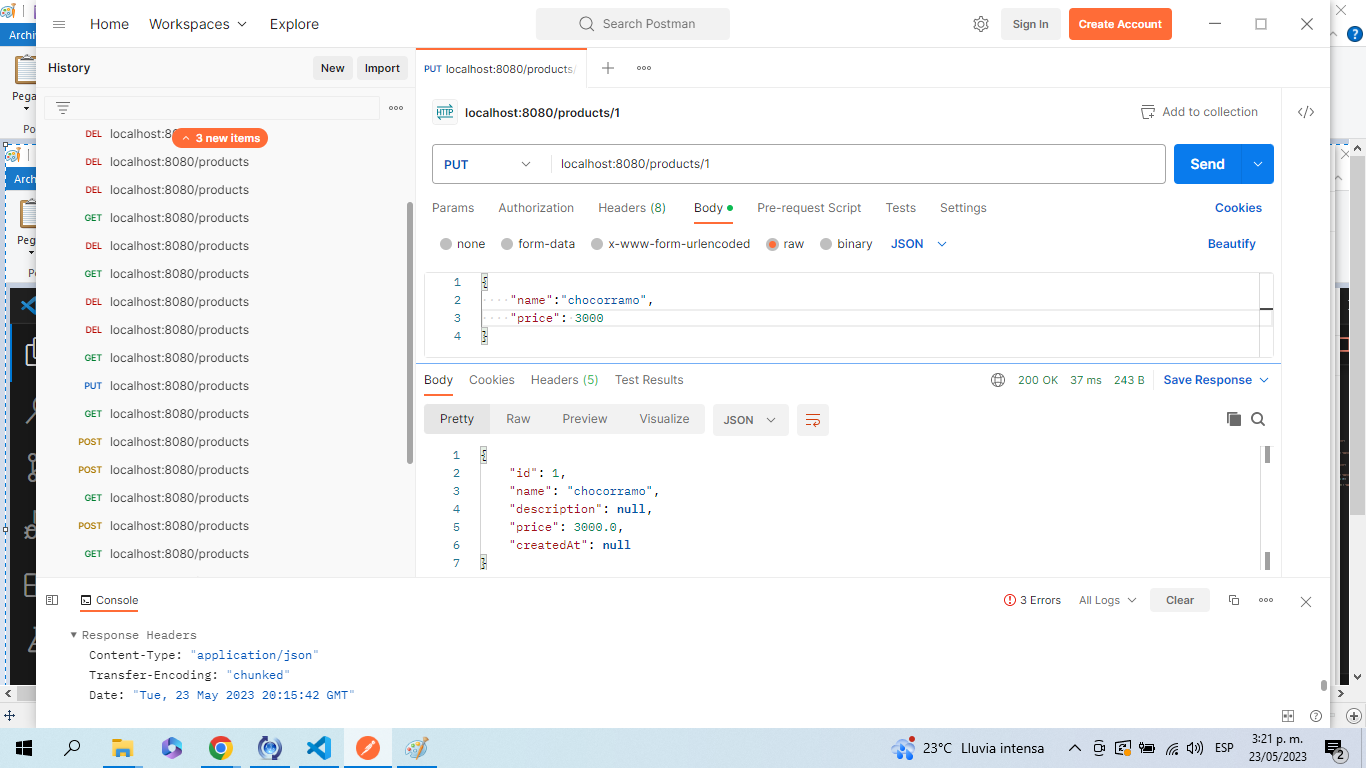 Archi
Pega
Po
Arch
Peg
Po
Home Workspaces Explore
Search Postman
Sign In Create Account
History New Import
3 new items
DEL localhost:80
DEL localhost:8080/products
DEL localhost:8080/products
GET localhost:8080/products
DEL localhost:8080/products
GET localhost:8080/products
DEL localhost:8080/products
DEL localhost:8080/products
GET localhost:8080/products
PUT localhost:8080/products
GET localhost:8080/products
POST localhost:8080/products
POST localhost:8080/products
GET localhost:8080/products
POST localhost:8080/products
GET localhost:8080/products
PUT localhost:8080/products/
HTTP localhost:8080/products/1
Add to collection
PUT localhost:8080/products/1
Send
Params Authorization Headers (8) Body Pre-request Script Tests Settings Cookies
none form-data x-www-form-urlencoded raw binary JSON Beautify
1 {
2 "name":"chocorramo",
3 "price": 3000
4 }
Body Cookies Headers (5) Test Results 200 OK 37 ms 243 B Save Response
Pretty Raw Preview Visualize JSON
1 {
2 "id": 1,
3 "name": "chocorramo",
4 "description": null,
5 "price": 3000.0,
6 "createdAt": null
7 }
Console
3 Errors All Logs Clear
Response Headers
Content-Type: "application/json"
Transfer-Encoding: "chunked"
Date: "Tue, 23 May 2023 20:15:42 GMT"
23°C Lluvia intensa
ESP
3:21 p. m.
23/05/2023
2